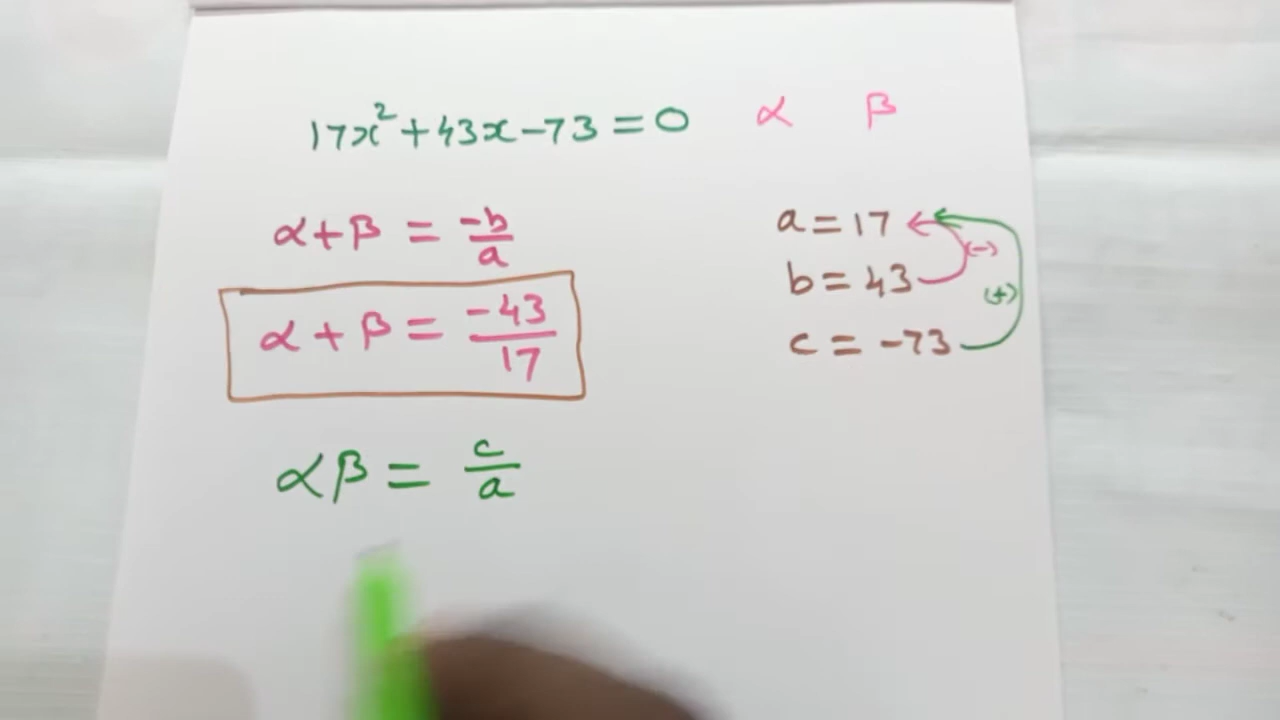 17x²+43x-73=0 α β
α+β = -b/a
a=17
(-)
α+β = -43/17
b=43
(+)
c=-73
αβ = c/a